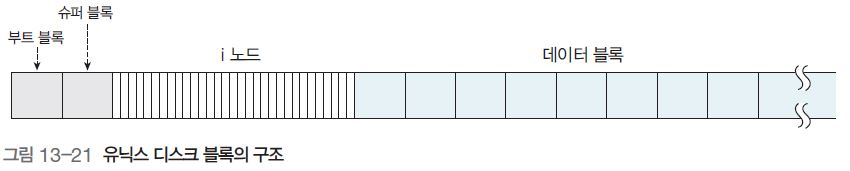 슈퍼 블록
부트 블록
i 노드
데이터 블록
그림 13-21 유닉스 디스크 블록의 구조